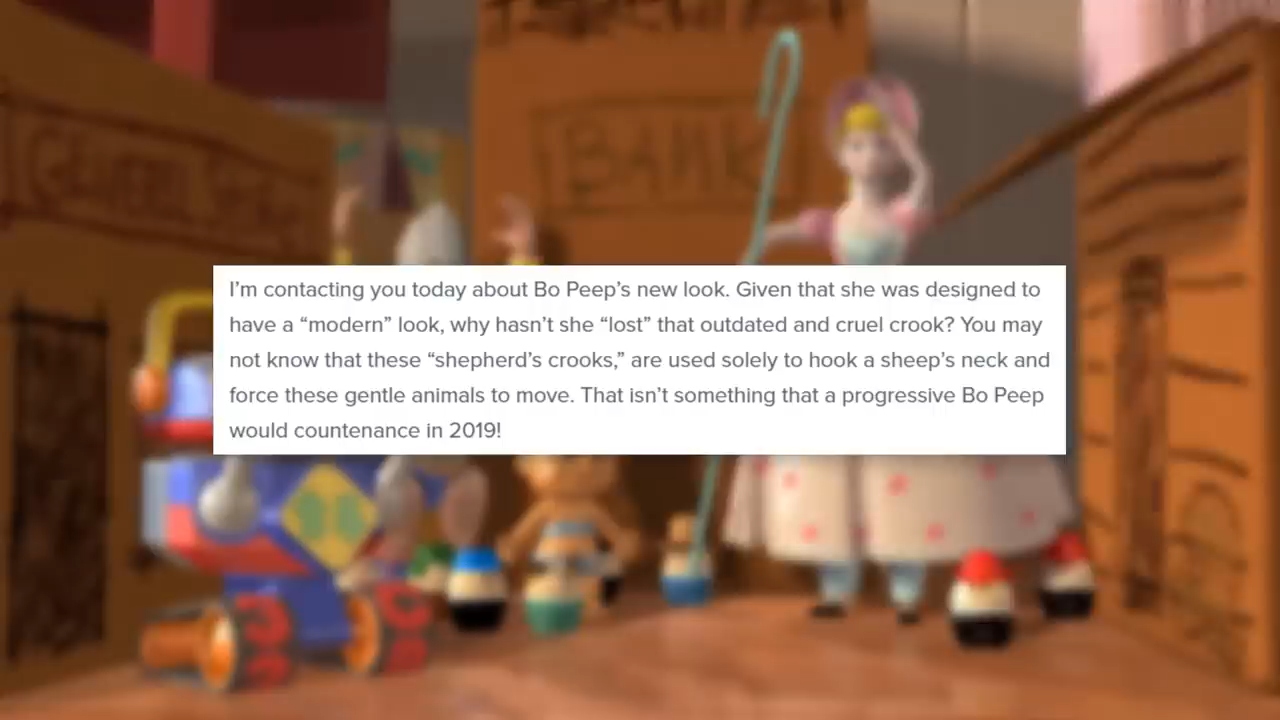 BANK
I'm contacting you today about Bo Peep's new look. Given that she was designed to
have a “modern” look, why hasn't she “lost” that outdated and cruel crook? You may
not know that these “shepherd's crooks,” are used solely to hook a sheep's neck and
force these gentle animals to move. That isn't something that a progressive Bo Peep
would countenance in 2019!